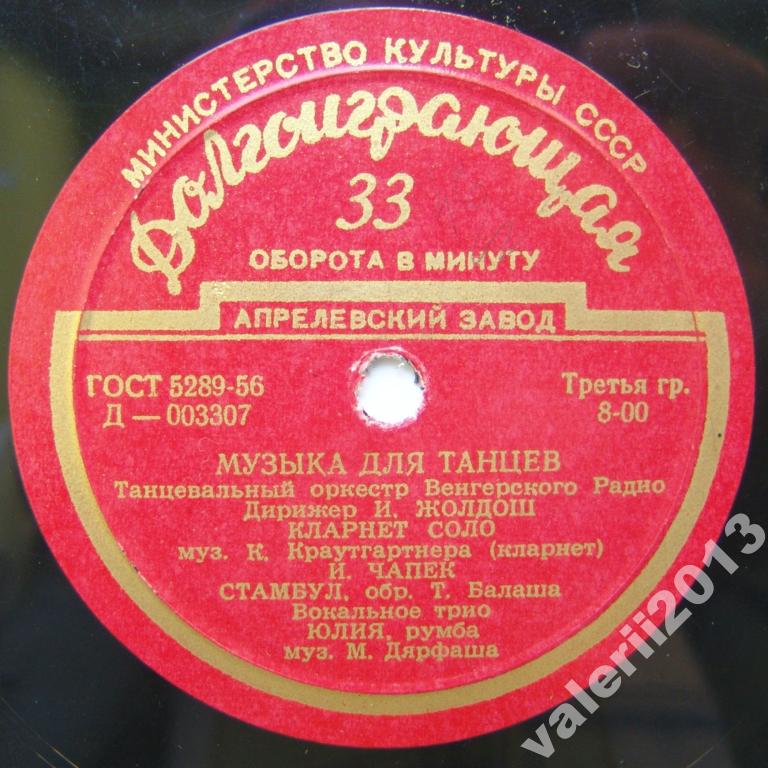 МИНИСТЕРСТВО КУЛЬТУРЫ СССР
Долгоиграющая
33
ОБОРОТА В МИНУТУ
АПРЕЛЕВСКИЙ ЗАВОД
ГОСТ 5289-56
Д — 003307
Третья гр.
8-00
МУЗЫКА ДЛЯ ТАНЦЕВ
Танцевальный оркестр Венгерского Радио
Дирижер И. ЖОЛДОШ
КЛАРНЕТ СОЛО
муз. К. Краутгартнера (кларнет)
Й. ЧАПЕК
СТАМБУЛ, обр. Т. Балаша
Вокальное трио
ЮЛИЯ, румба
муз. М. Дярфаша
valerii2013